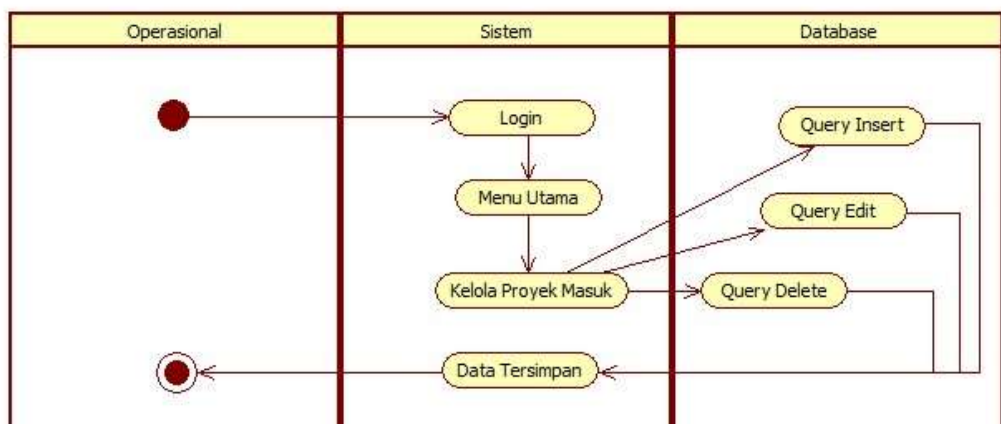 Operasional
Sistem
Database
Login
Query Insert
Menu Utama
Query Edit
Kelola Proyek Masuk
Query Delete
Data Tersimpan